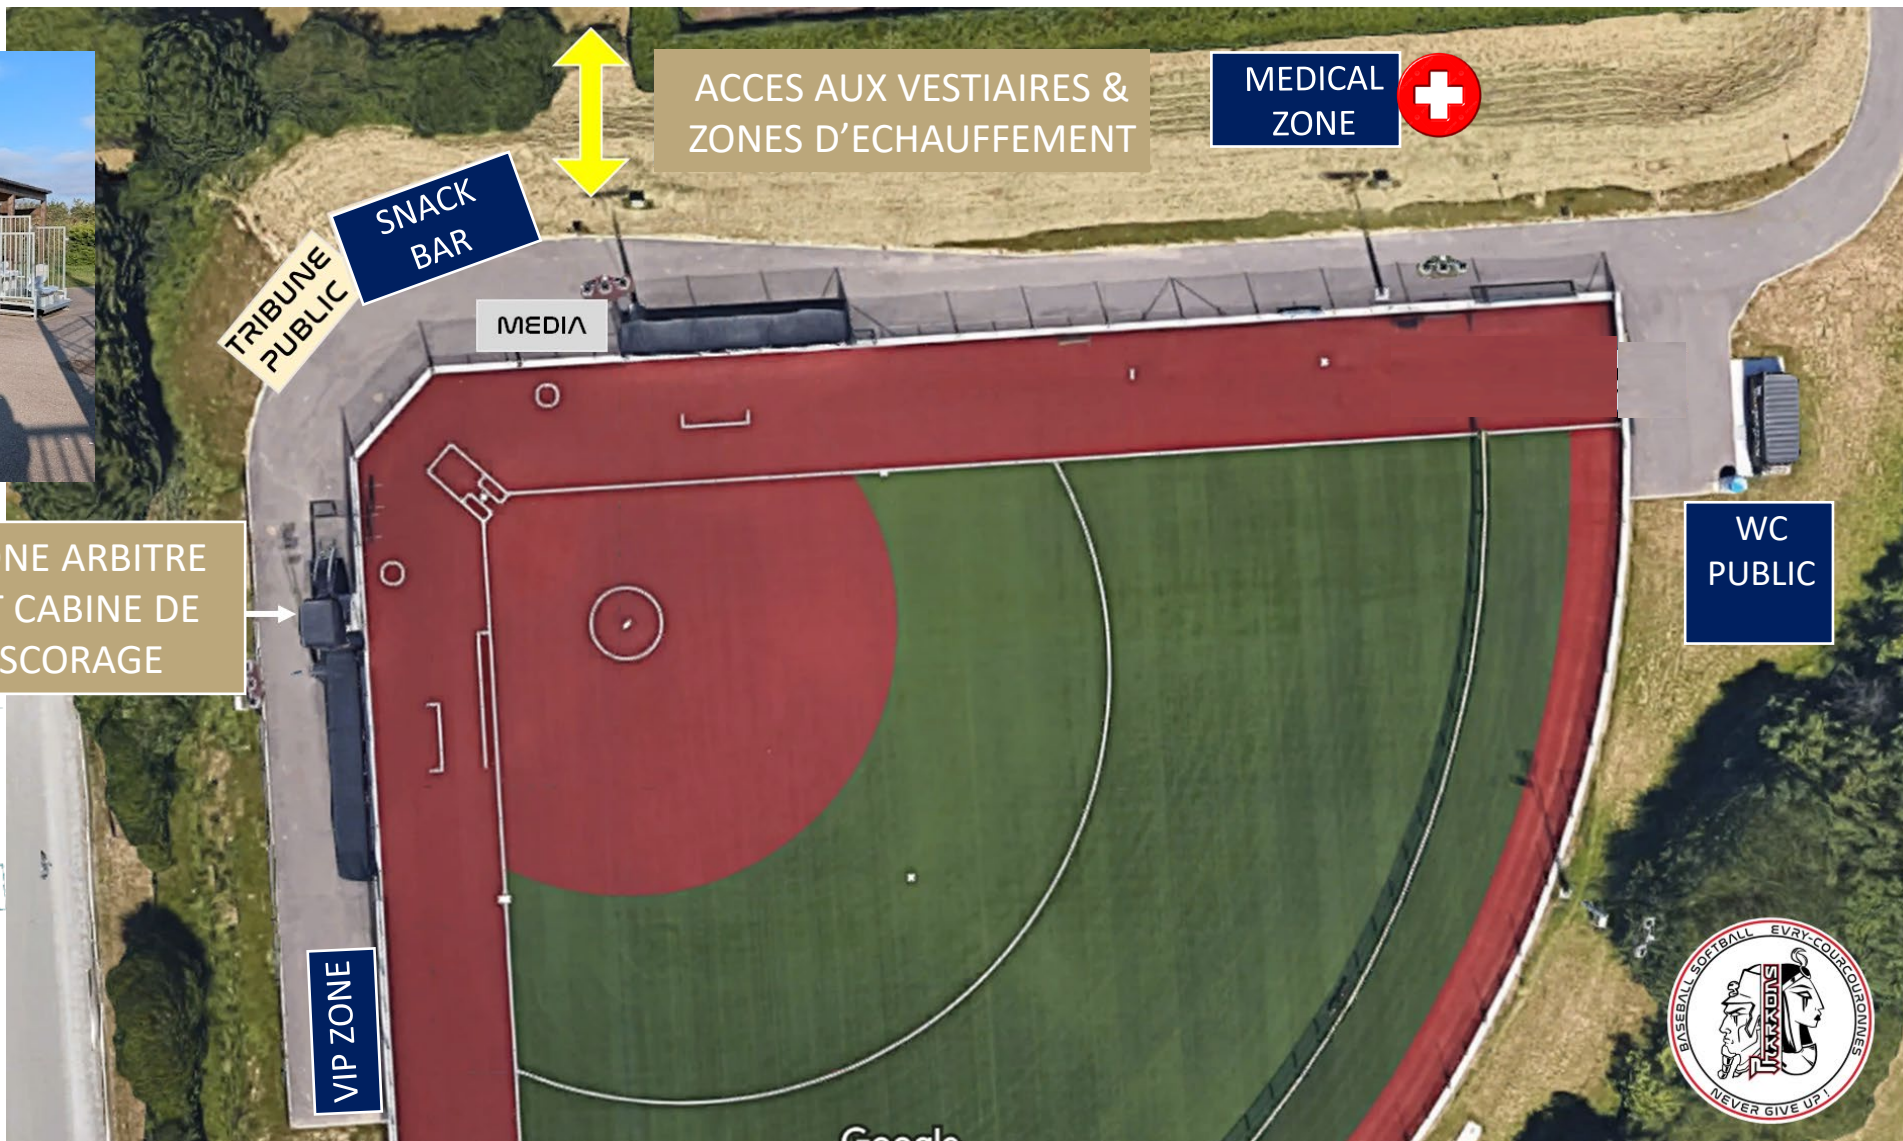 ACCES AUX VESTIAIRES &
ZONES D'ECHAUFFEMENT
MEDICAL
ZONE
SNACK
BAR
TRIBUNE
PUBLIC
MEDIA
NE ARBITRE
CABINE DE
SCORAGE
WC
PUBLIC
VIP ZONE
BASEBALL SOFTBALL EVRY-COURCOURONNES
PHARAONS
NEVER GIVE UP !
Google